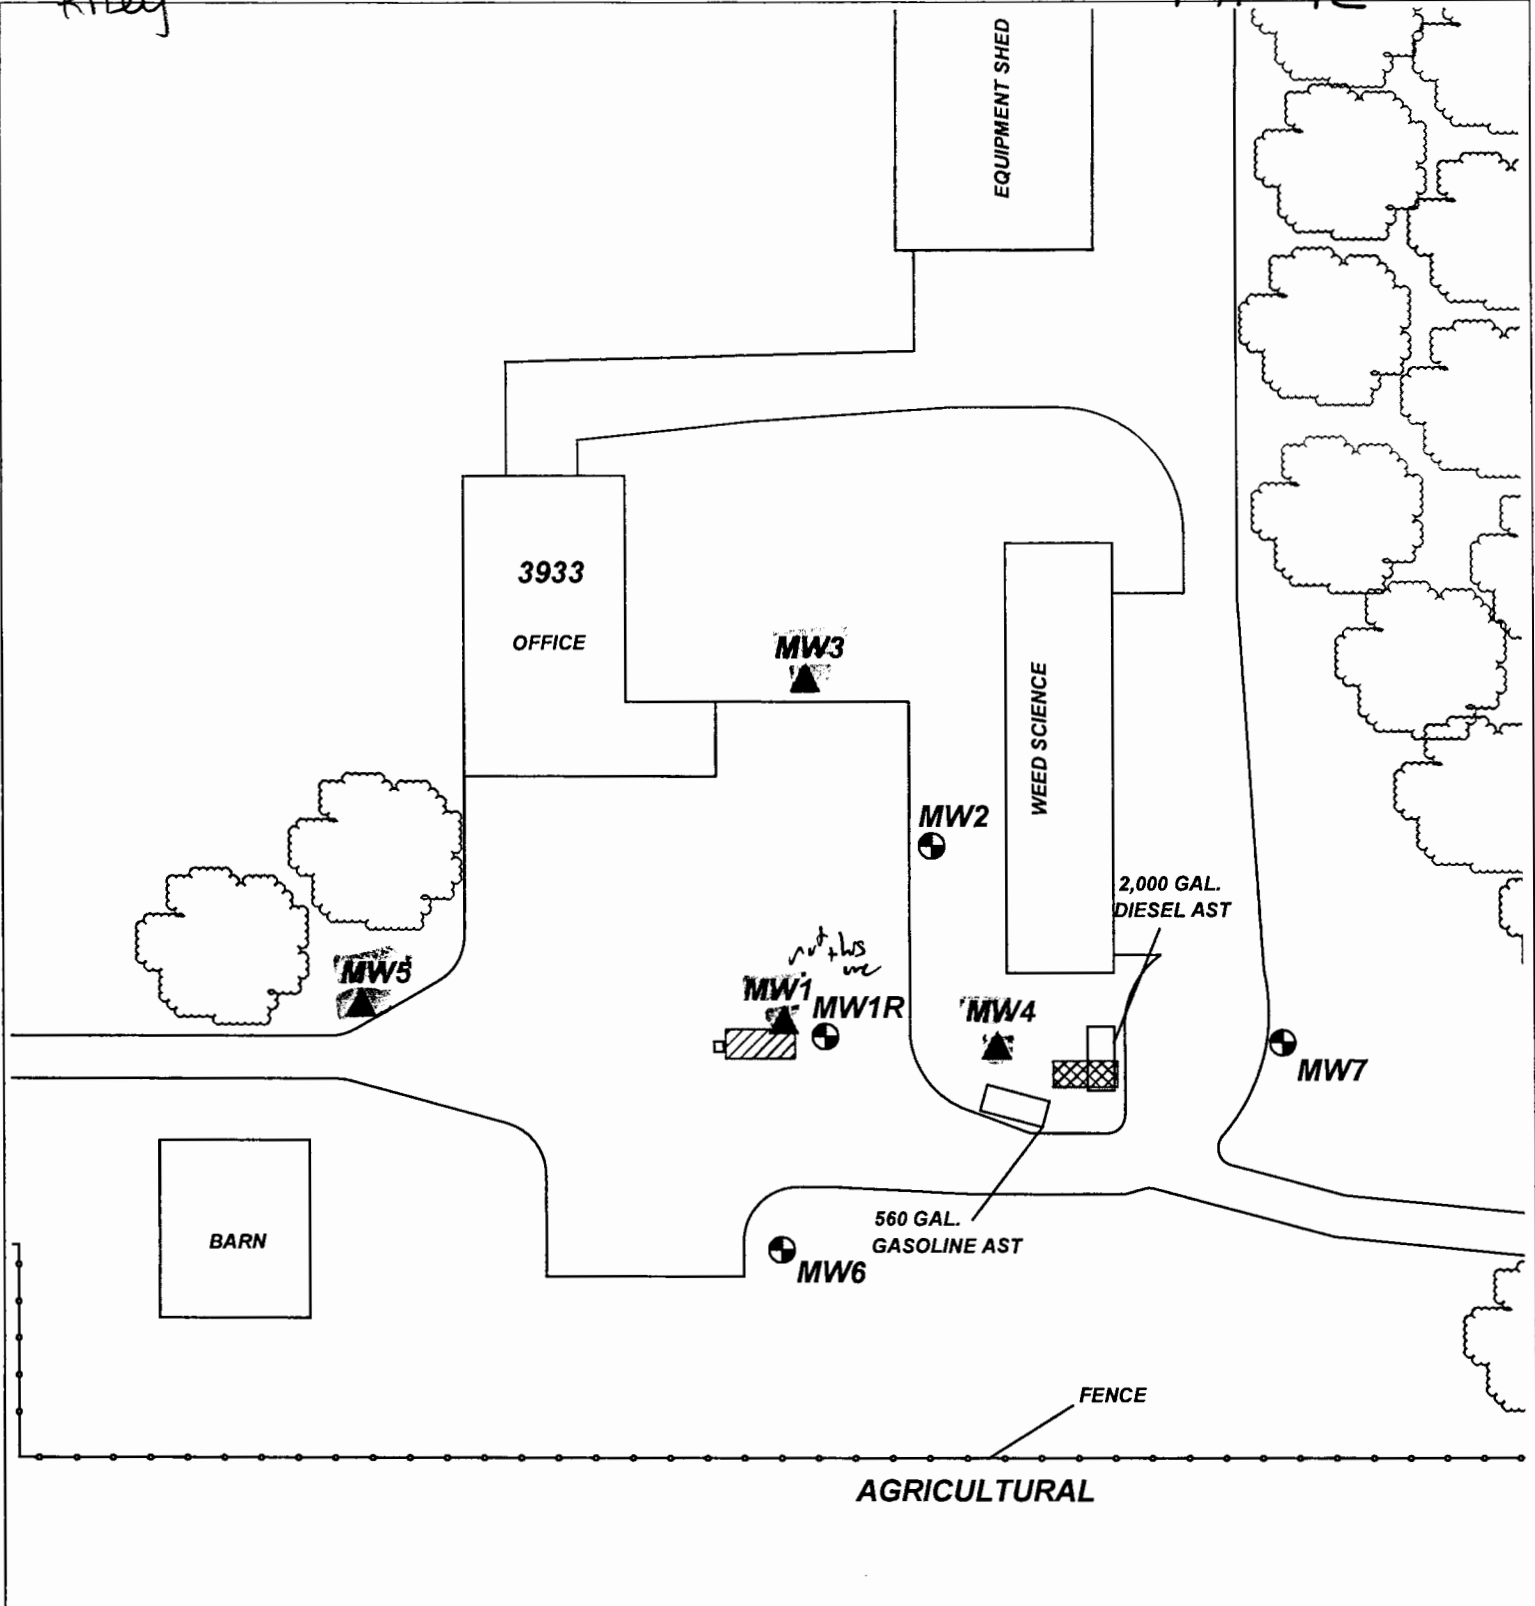 Riley
EQUIPMENT SHED
3933
OFFICE
MW3
WEED SCIENCE
MW2
2,000 GAL.
DIESEL AST
MW5
MW1
MW1R
MW4
MW7
560 GAL.
GASOLINE AST
BARN
MW6
FENCE
AGRICULTURAL